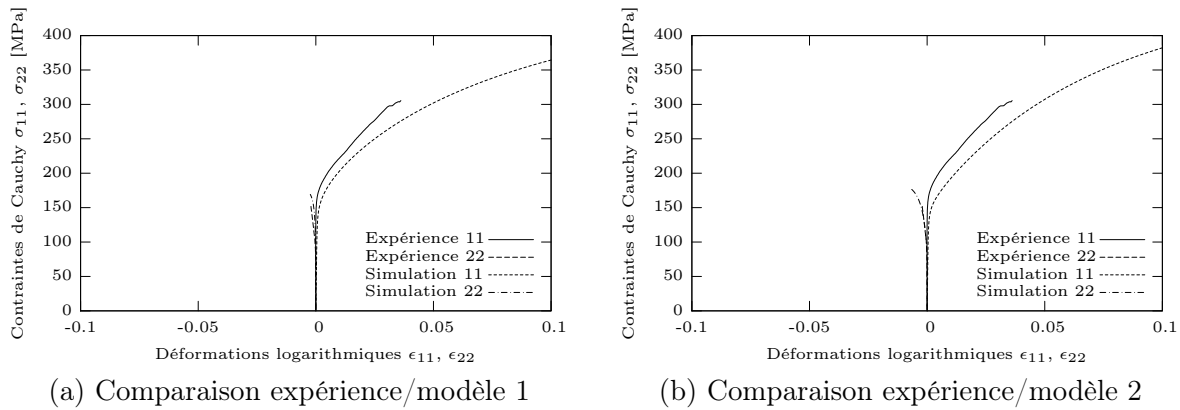 Contraintes de Cauchy σ11, σ22 [MPa]
400
350
300
250
200
150
100
50
0
-0.1
-0.05
0
0.05
0.1
Expérience 11
Expérience 22
Simulation 11
Simulation 22
Déformations logarithmiques ϵ11, ϵ22
(a) Comparaison expérience/modèle 1
Contraintes de Cauchy σ11, σ22 [MPa]
400
350
300
250
200
150
100
50
0
-0.1
-0.05
0
0.05
0.1
Expérience 11
Expérience 22
Simulation 11
Simulation 22
Déformations logarithmiques ϵ11, ϵ22
(b) Comparaison expérience/modèle 2